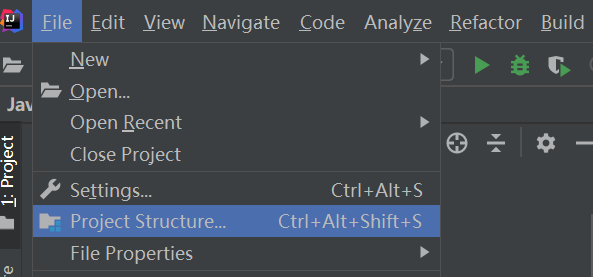 IJ
File Edit View Navigate Code Analyze Refactor Build
New
Open...
Jav
Open Recent
Close Project
1: Project
Settings... Ctrl+Alt+S
Project Structure... Ctrl+Alt+Shift+S
File Properties